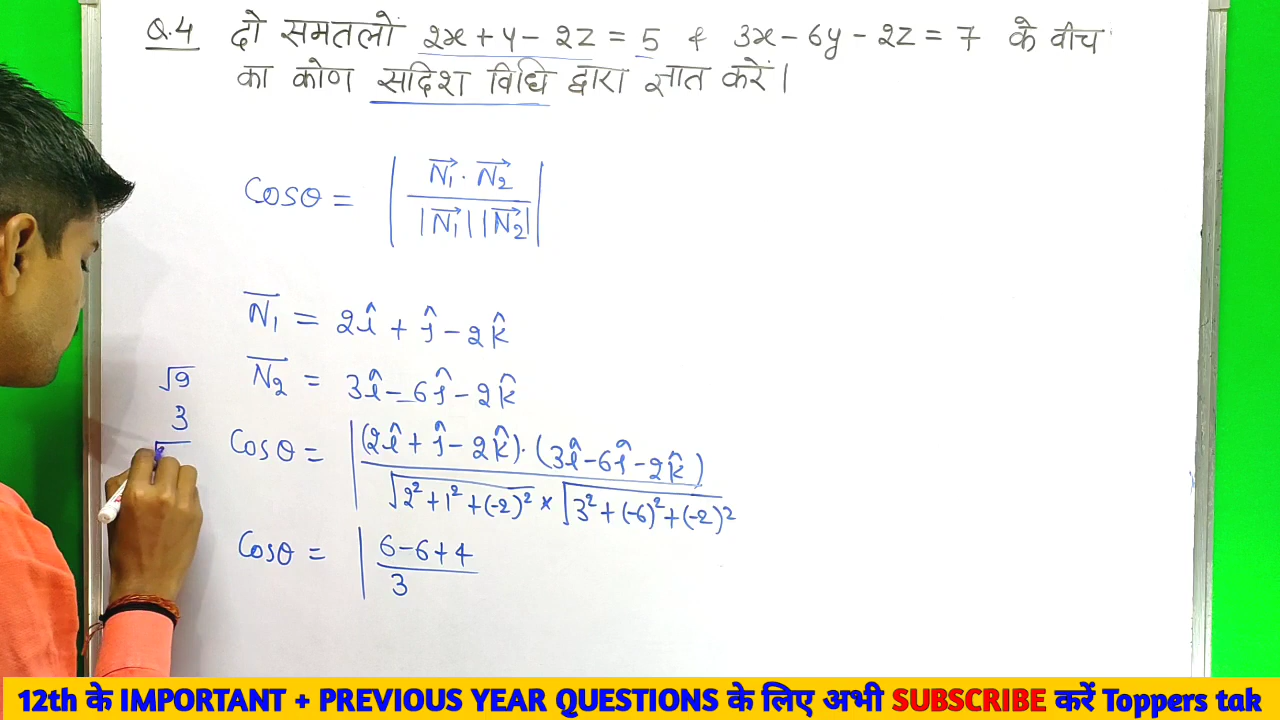 Q.4 दो समतलों 2x + y - 2z = 5 & 3x - 6y - 2z = 7 के बीच
का कोण सदिश विधि द्वारा ज्ञात करें।
Cosθ = | N₁⃗ · N₂⃗ / |N₁⃗| |N₂⃗| |
N̅₁ = 2î + ĵ - 2k̂
N̅₂ = 3î - 6ĵ - 2k̂
√9
3
Cosθ = | (2î + ĵ - 2k̂) · (3î - 6ĵ - 2k̂) / √2² + 1² + (-2)² × √3² + (-6)² + (-2)²
Cosθ = | 6 - 6 + 4 / 3
12th के IMPORTANT + PREVIOUS YEAR QUESTIONS के लिए अभी SUBSCRIBE करें Toppers tak